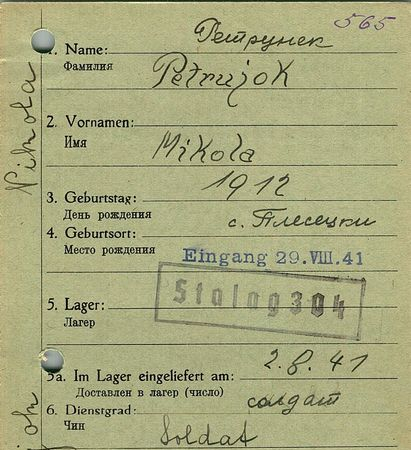 565
Петрунек
1. Name:
Фамилия
Petrujok
2. Vornamen:
Имя
Mikola
Nikola
3. Geburtstag: 1912
День рождения
с. Плесецки
4. Geburtsort:
Место рождения
Eingang 29. VIII. 41
Stalag 304
5. Lager:
Лагер
2.8.41
5a. Im Lager eingeliefert am:
Доставлен в лагер (число)
солдат
6. Dienstgrad:
Чин
Soldat